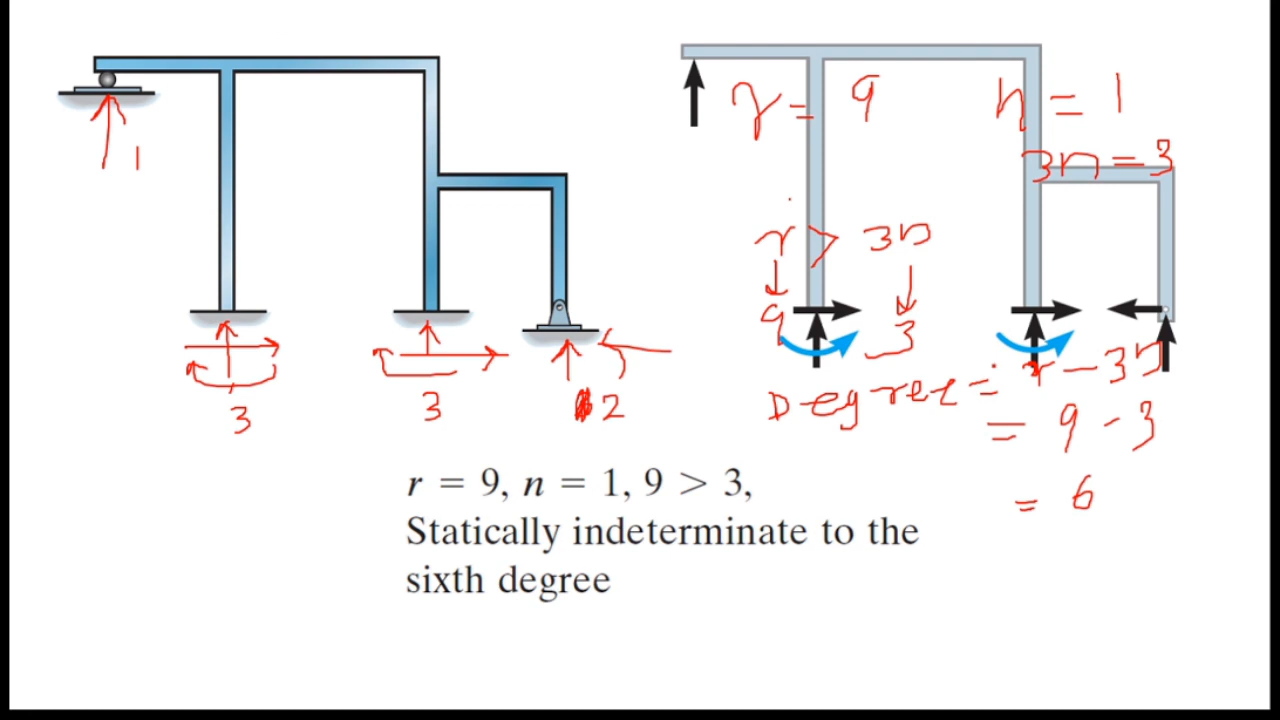 1
3
3
2
r = 9
n = 1
3n = 3
r > 3n
9
3
Degree = r - 3n
= 9 - 3
= 6
r = 9, n = 1, 9 > 3,
Statically indeterminate to the
sixth degree